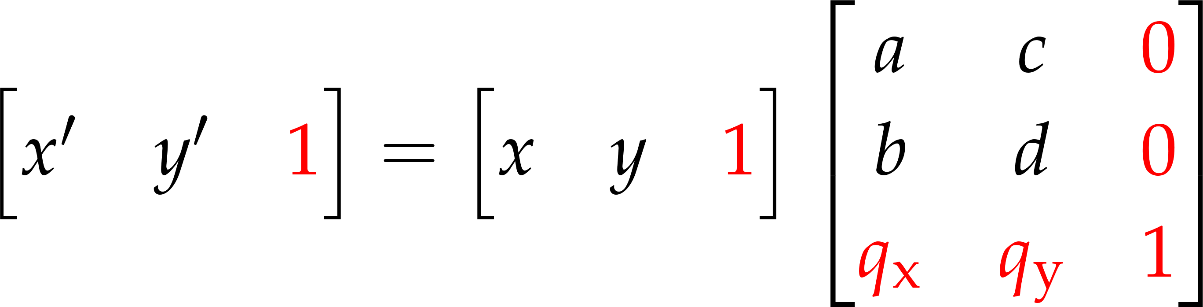 [x′ y′ 1] = [x y 1] [a c 0
b d 0
q_x q_y 1]